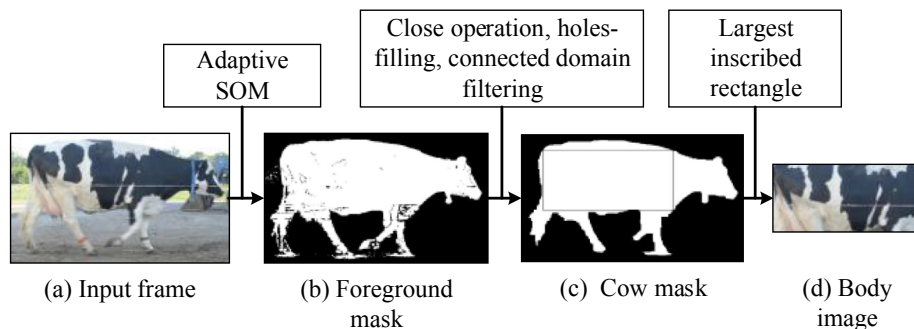 Adaptive
SOM
Close operation, holes-
filling, connected domain
filtering
Largest
inscribed
rectangle
(a) Input frame
(b) Foreground
mask
(c) Cow mask
(d) Body
image